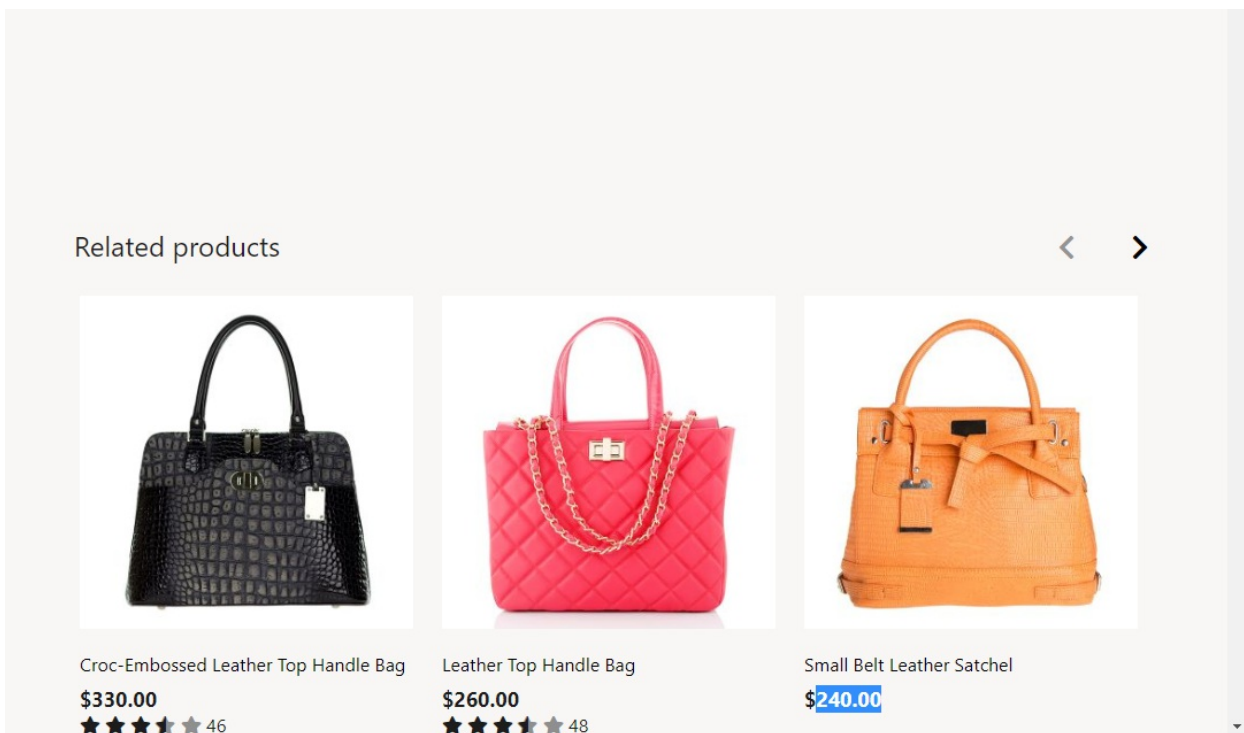 Related products
Croc-Embossed Leather Top Handle Bag
$330.00
46
Leather Top Handle Bag
$260.00
48
Small Belt Leather Satchel
$240.00